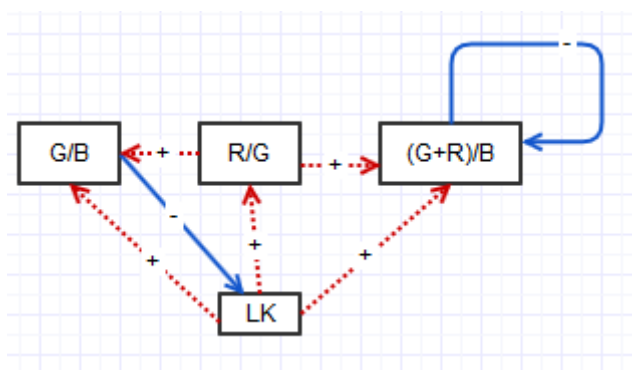 -
G/B
+
R/G
+
(G+R)/B
-
+
+
+
LK